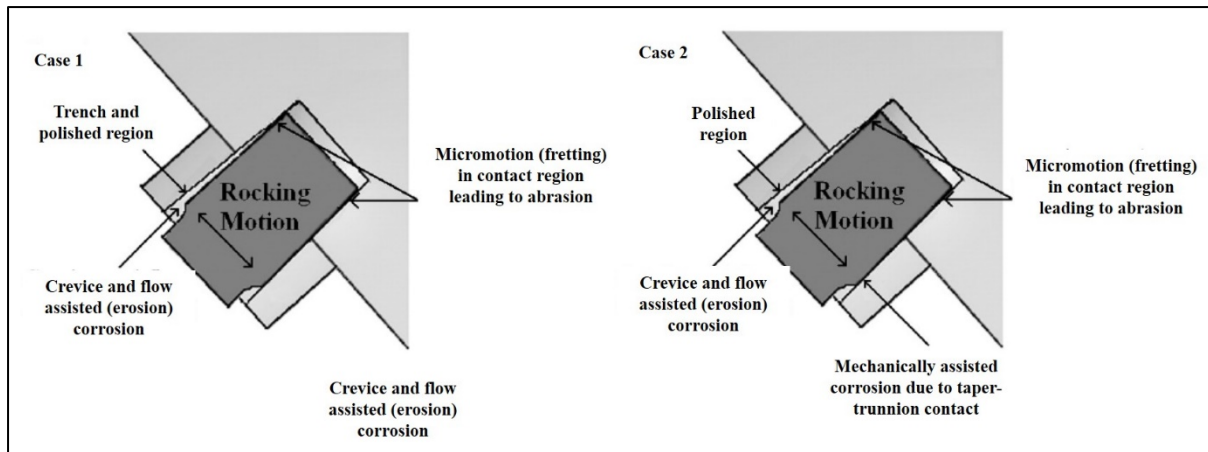 Case 1
Trench and
polished region
Rocking
Motion
Micromotion (fretting)
in contact region
leading to abrasion
Crevice and flow
assisted (erosion)
corrosion
Crevice and flow
assisted (erosion)
corrosion
Case 2
Polished
region
Rocking
Motion
Micromotion (fretting)
in contact region
leading to abrasion
Crevice and flow
assisted (erosion)
corrosion
Mechanically assisted
corrosion due to taper-
trunnion contact